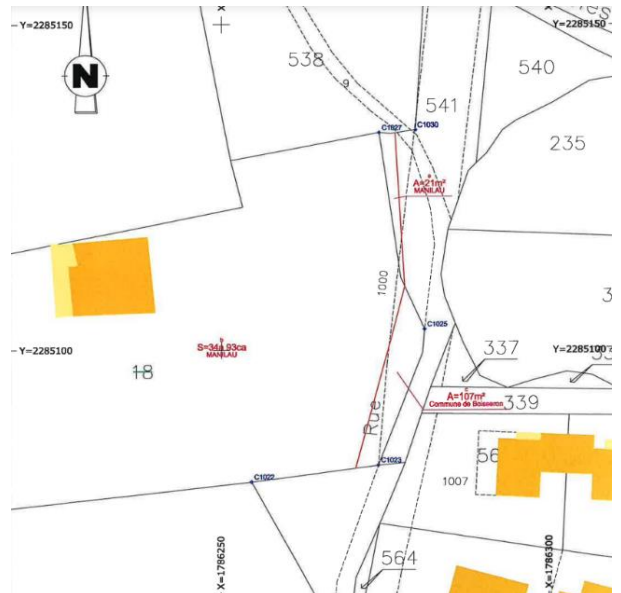 Y=2285150
X
X
Y=2285150
538
9
541
540
N
C1027
C1030
235
A=21m²
MANILAU
1000
C1025
Y=2285100
S=34a 93ca
MANILAU
18
337
Y=2285100
A=107m²
Commune de Boisseron
339
Rue
C1023
C1022
56
1007
X=1786250
X=1786300
564